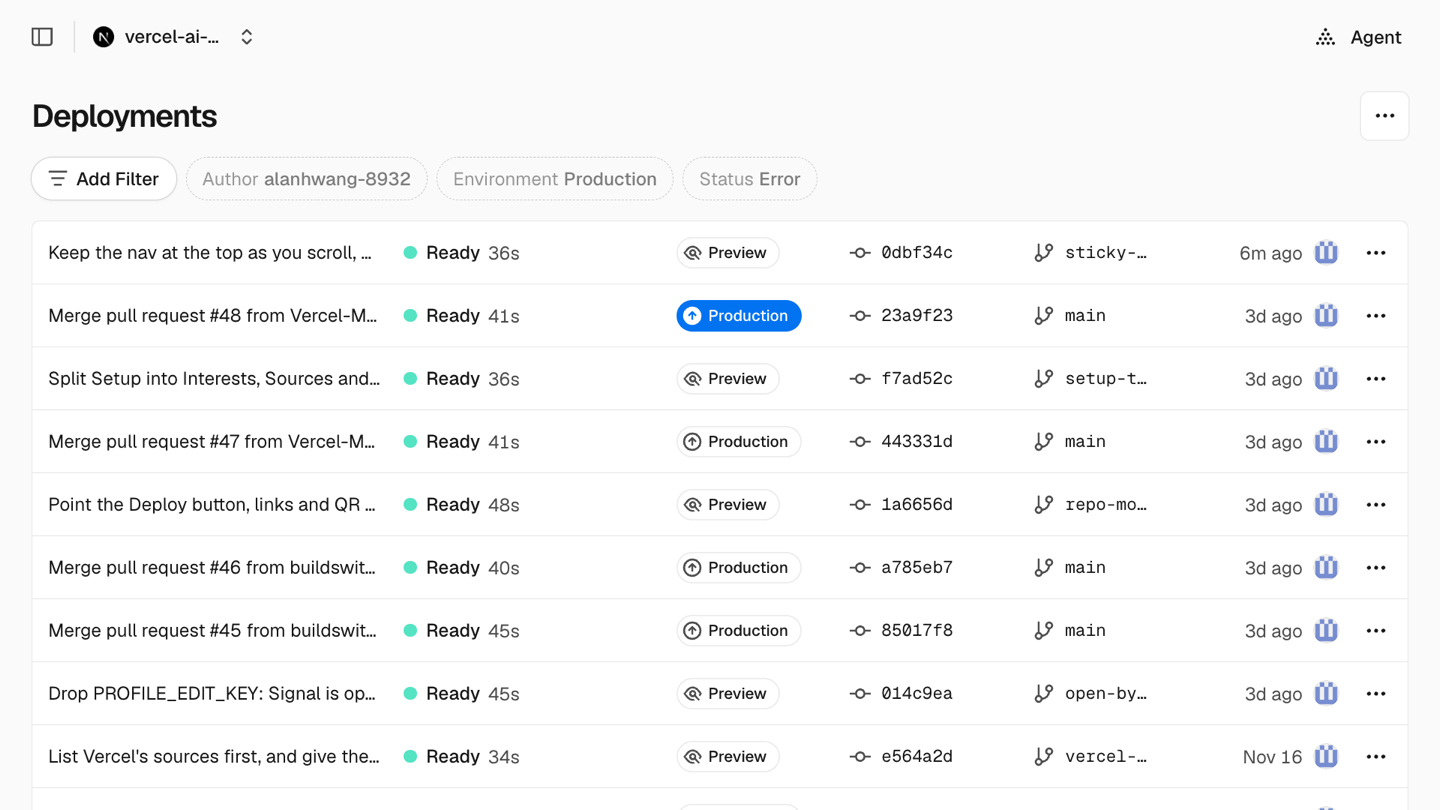 vercel-ai-...
Agent
Deployments
Add Filter
Author alanhwang-8932
Environment Production
Status Error
Keep the nav at the top as you scroll, ... Ready 36s Preview 0dbf34c sticky-... 6m ago
Merge pull request #48 from Vercel-M... Ready 41s Production 23a9f23 main 3d ago
Split Setup into Interests, Sources and... Ready 36s Preview f7ad52c setup-t... 3d ago
Merge pull request #47 from Vercel-M... Ready 41s Production 443331d main 3d ago
Point the Deploy button, links and QR ... Ready 48s Preview 1a6656d repo-mo... 3d ago
Merge pull request #46 from buildswit... Ready 40s Production a785eb7 main 3d ago
Merge pull request #45 from buildswit... Ready 45s Production 85017f8 main 3d ago
Drop PROFILE_EDIT_KEY: Signal is op... Ready 45s Preview 014c9ea open-by... 3d ago
List Vercel's sources first, and give the... Ready 34s Preview e564a2d vercel-... Nov 16